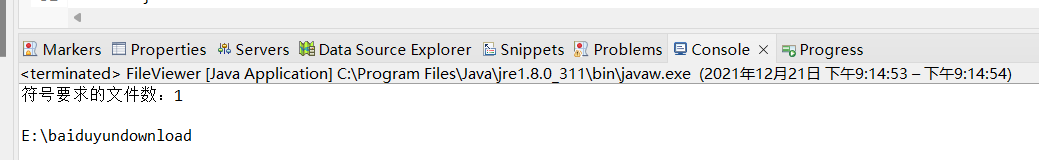 Markers Properties Servers Data Source Explorer Snippets Problems Console Progress
<terminated> FileViewer [Java Application] C:\Program Files\Java\jre1.8.0_311\bin\javaw.exe (2021年12月21日 下午9:14:53 – 下午9:14:54)
符号要求的文件数：1
E:\baiduyundownload